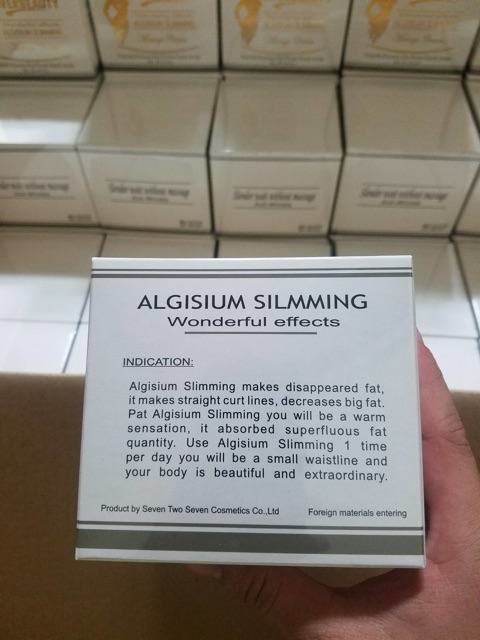 ALGISIUM SILMMING
Wonderful effects
INDICATION:
Algisium Slimming makes disappeared fat,
it makes straight curt lines, decreases big fat.
Pat Algisium Slimming you will be a warm
sensation, it absorbed superfluous fat
quantity. Use Algisium Slimming 1 time
per day you will be a small waistline and
your body is beautiful and extraordinary.
Product by Seven Two Seven Cosmetics Co.,Ltd Foreign materials entering